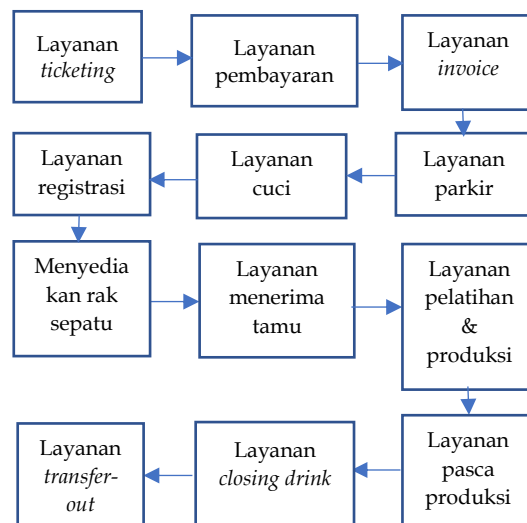 Layanan
ticketing
Layanan
pembayaran
Layanan
invoice
Layanan
parkir
Layanan
cuci
Layanan
registrasi
Menyedia
kan rak
sepatu
Layanan
menerima
tamu
Layanan
pelatihan
&
produksi
Layanan
pasca
produksi
Layanan
closing drink
Layanan
transfer-
out